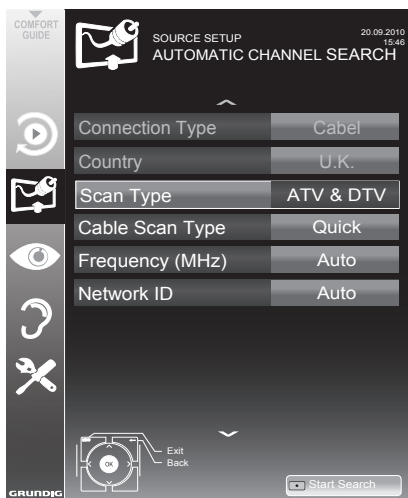 COMFORT
GUIDE
SOURCE SETUP
20.09.2010
15:46
AUTOMATIC CHANNEL SEARCH
Connection Type Cabel
Country U.K.
Scan Type ATV & DTV
Cable Scan Type Quick
Frequency (MHz) Auto
Network ID Auto
OK
Exit
Back
Start Search
GRUNDIG